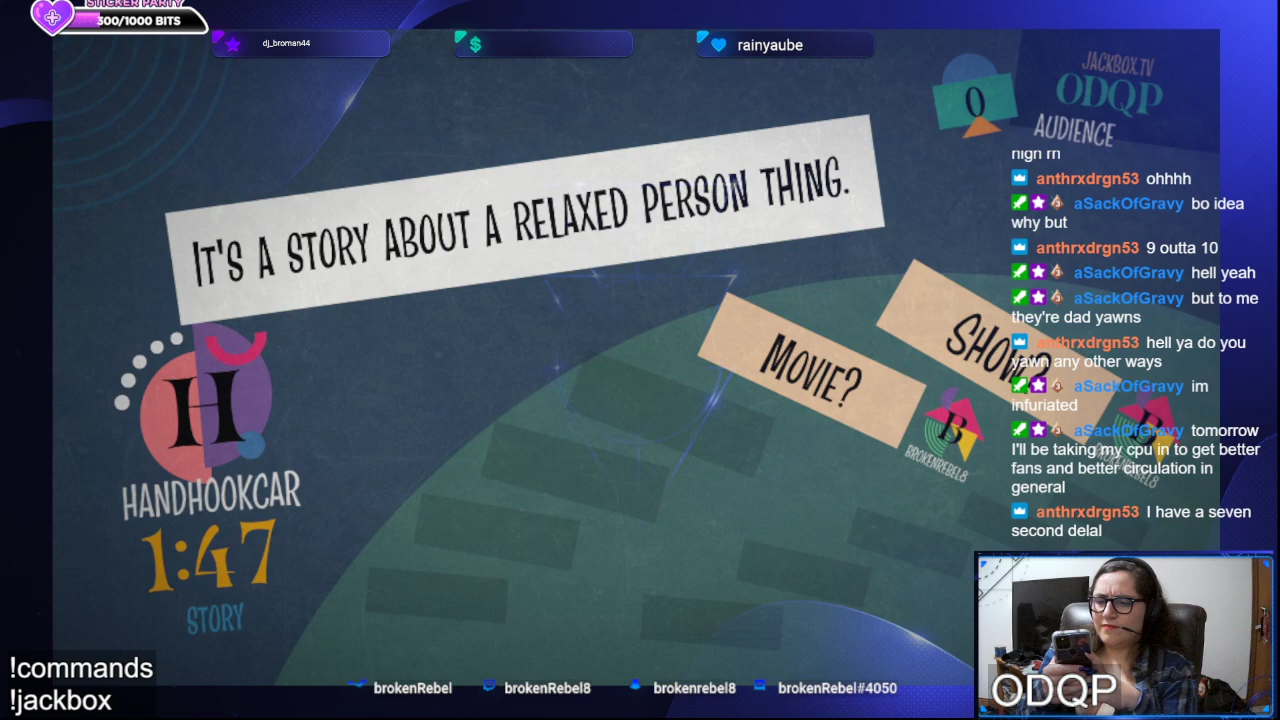 STICKER PARTY
300/1000 BITS
dj_broman44
$
rainyaube
0
JACKBOX.TV
ODQP
AUDIENCE
IT'S A STORY ABOUT A RELAXED PERSON THING.
MOVIE?
B
BROKENREBEL8
SHOW?
B
BROKENREBEL8
H
HANDHOOKCAR
1:47
STORY
nign rn
anthrxdrgn53 ohhhh
aSackOfGravy bo idea
why but
anthrxdrgn53 9 outta 10
aSackOfGravy hell yeah
aSackOfGravy but to me
they're dad yawns
anthrxdrgn53 hell ya do you
yawn any other ways
aSackOfGravy im
infuriated
aSackOfGravy tomorrow
I'll be taking my cpu in to get better
fans and better circulation in
general
anthrxdrgn53 I have a seven
second delal
ODQP
!commands
!jackbox
brokenRebel
brokenRebel8
brokenrebel8
brokenRebel#4050